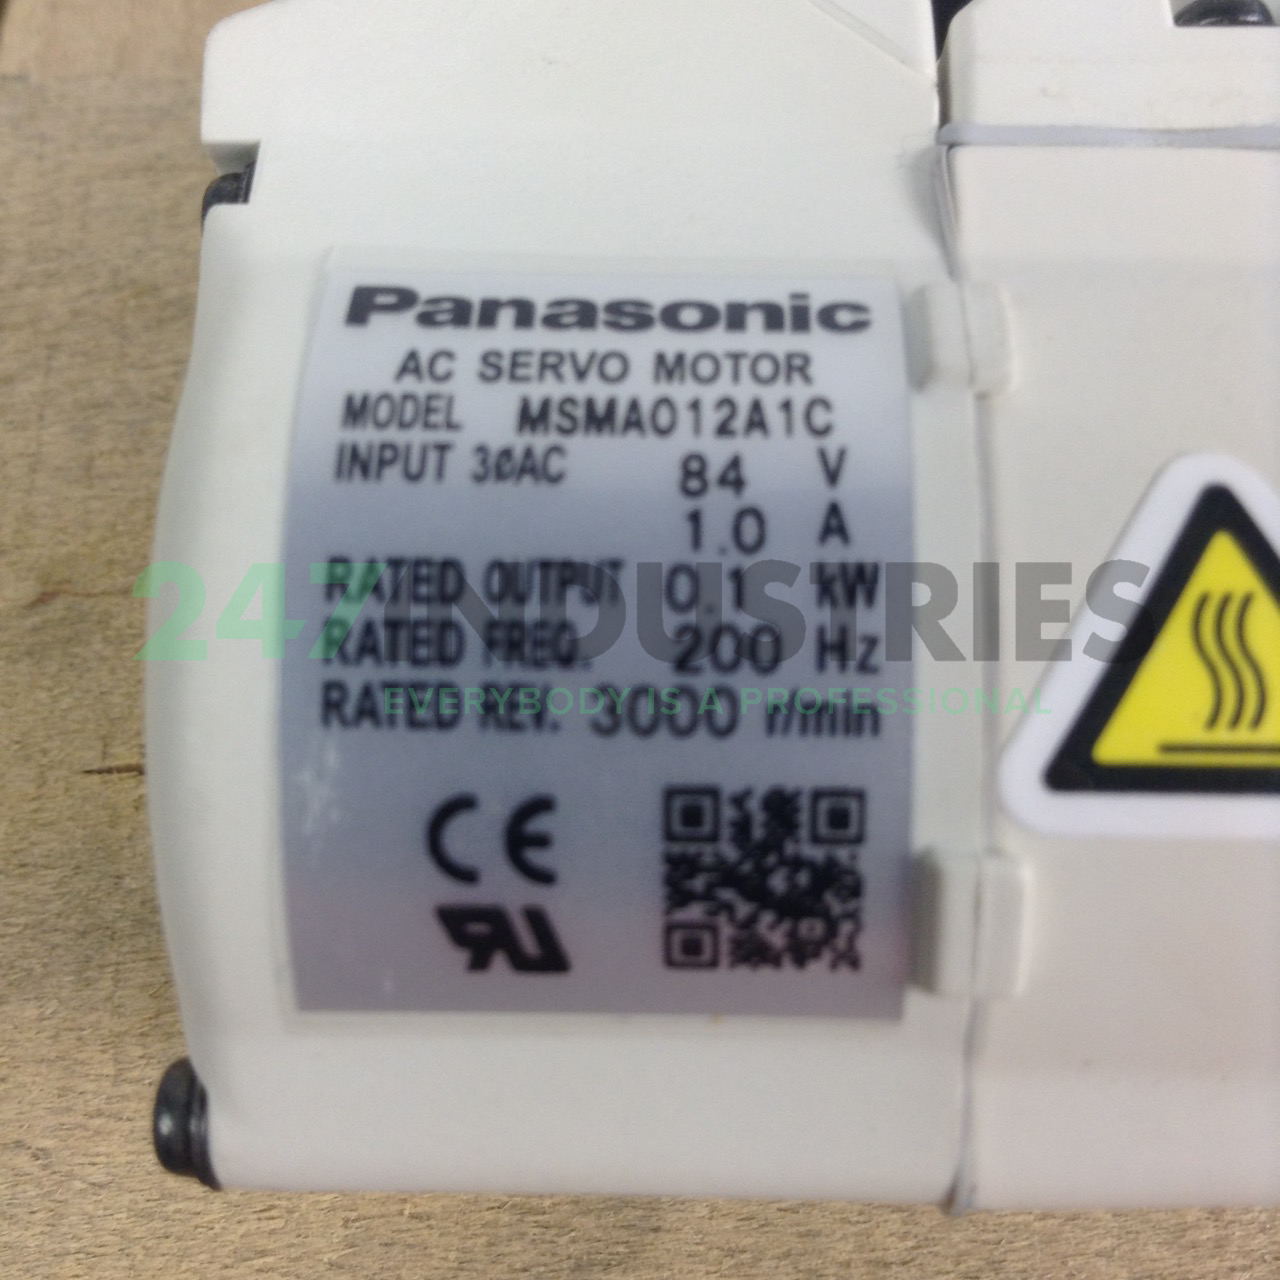 Panasonic
AC SERVO MOTOR
MODEL MSMA012A1C
INPUT 3øAC 84 V
1.0 A
RATED OUTPUT 0.1 kW
RATED FREQ. 200 Hz
RATED REV. 3000 r/min
247INDUSTRIES
EVERYBODY IS A PROFESSIONAL
CE
RU